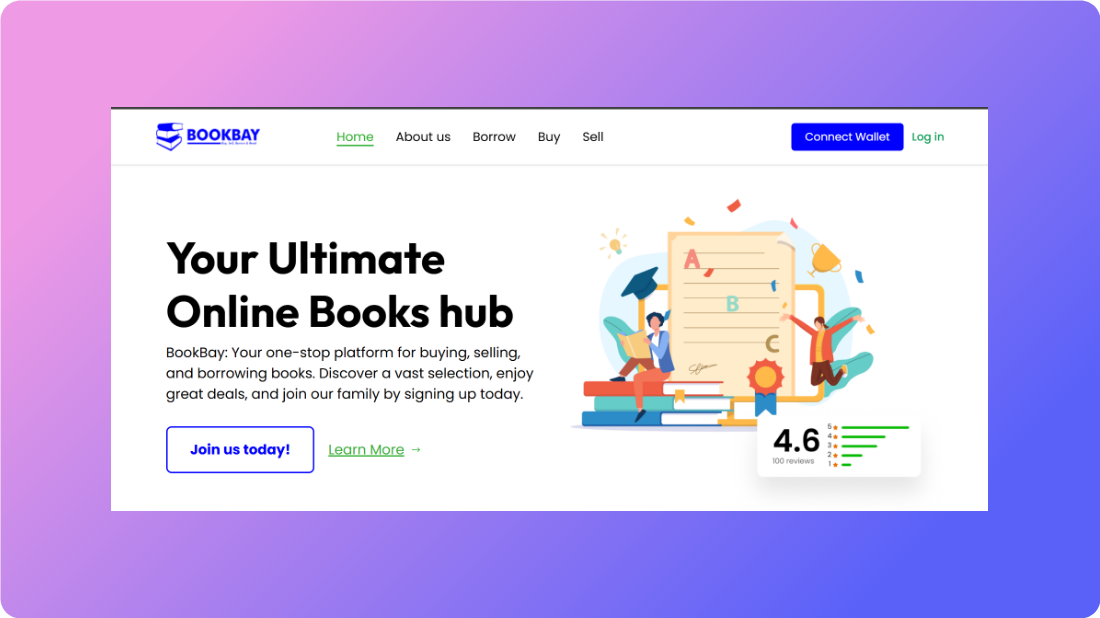 BOOKBAY
Home
About us
Borrow
Buy
Sell
Connect Wallet
Log in
Your Ultimate
Online Books hub
BookBay: Your one-stop platform for buying, selling,
and borrowing books. Discover a vast selection, enjoy
great deals, and join our family by signing up today.
Join us today!
Learn More →
A
B
C
4.6
100 reviews
5
4
3
2
1